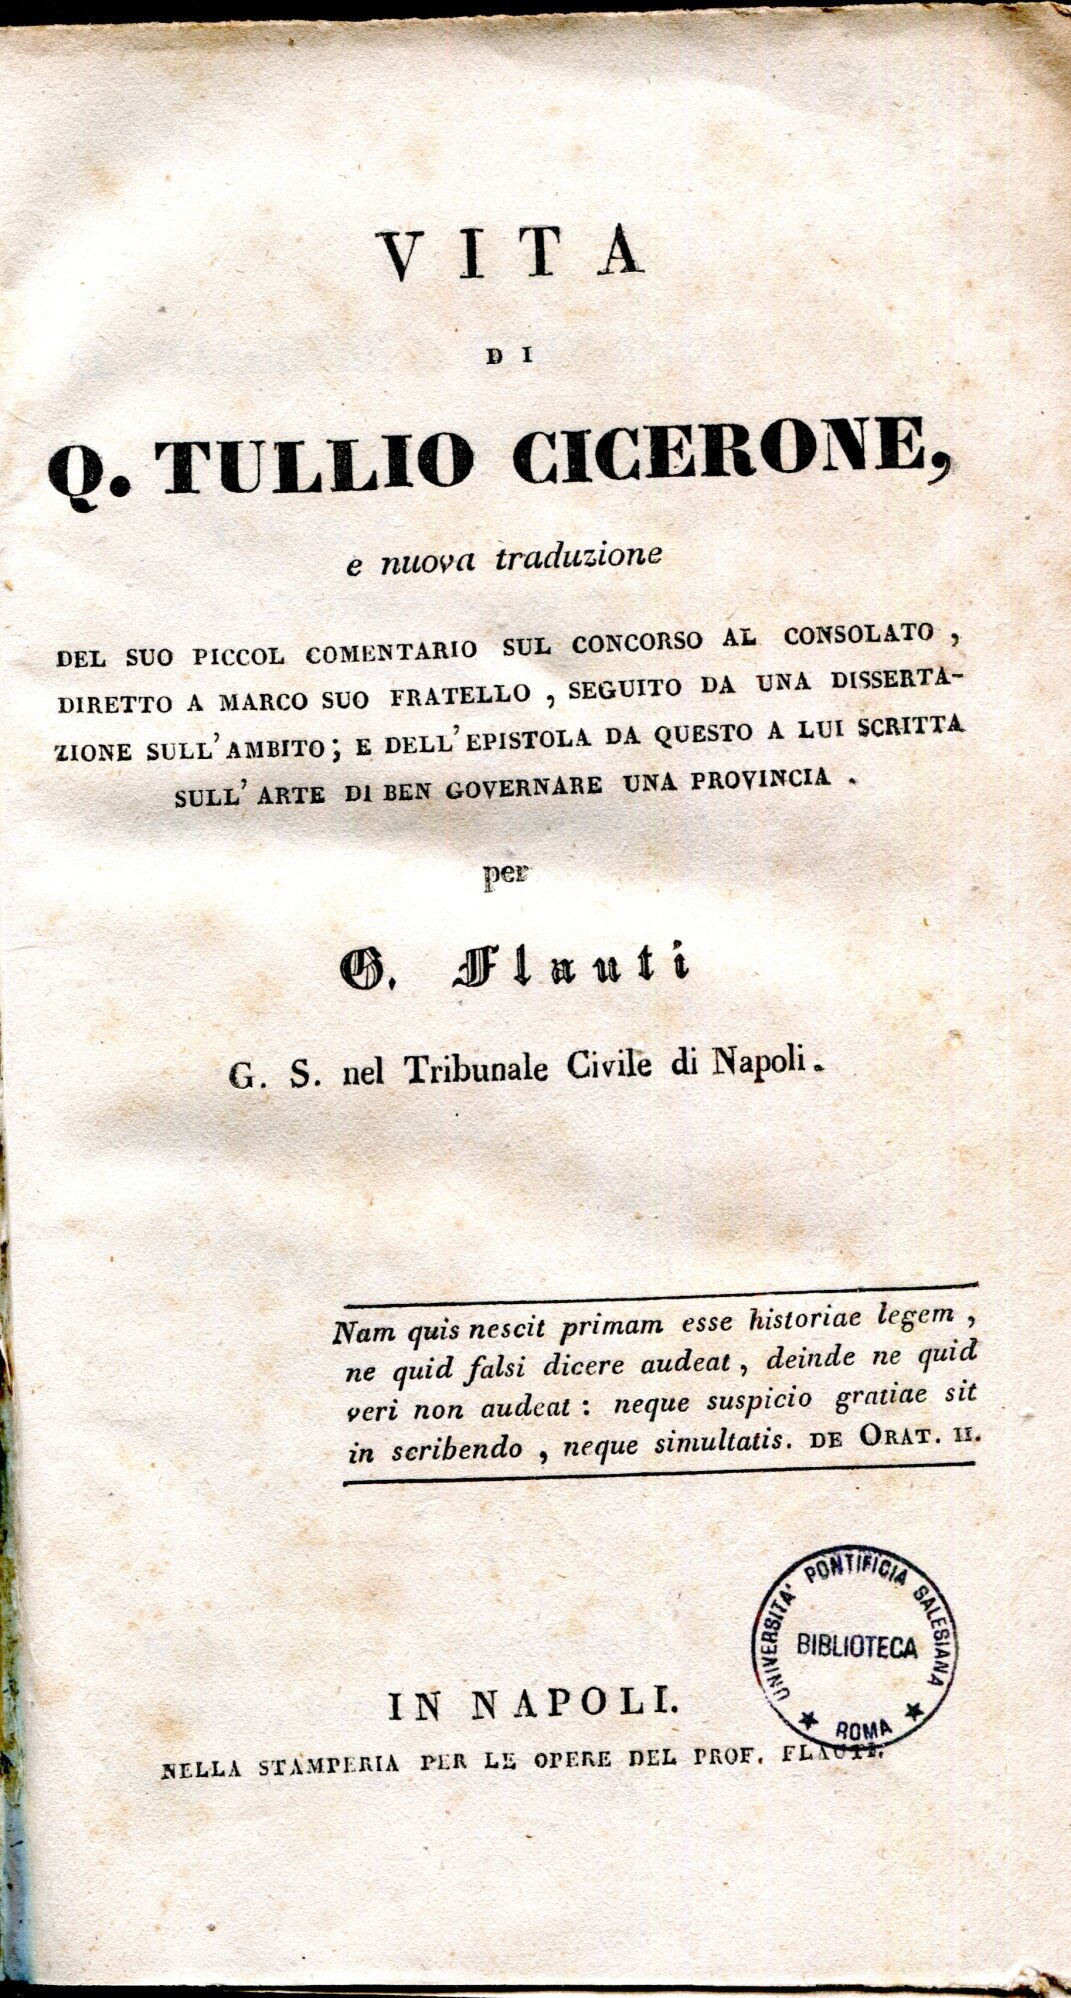 VITA
DI
Q. TULLIO CICERONE,
e nuova traduzione
DEL SUO PICCOL COMENTARIO SUL CONCORSO AL CONSOLATO ,
DIRETTO A MARCO SUO FRATELLO , SEGUITO DA UNA DISSERTA-
ZIONE SULL' AMBITO ; E DELL' EPISTOLA DA QUESTO A LUI SCRITTA
SULL' ARTE DI BEN GOVERNARE UNA PROVINCIA .
per
G. Flauti
G. S. nel Tribunale Civile di Napoli.
Nam quis nescit primam esse historiae legem ,
ne quid falsi dicere audeat , deinde ne quid
veri non audeat : neque suspicio gratiae sit
in scribendo , neque simultatis. DE ORAT. II.
UNIVERSITA' PONTIFICIA SALESIANA
BIBLIOTECA
ROMA
IN NAPOLI.
NELLA STAMPERIA PER LE OPERE DEL PROF. FLAUTI.